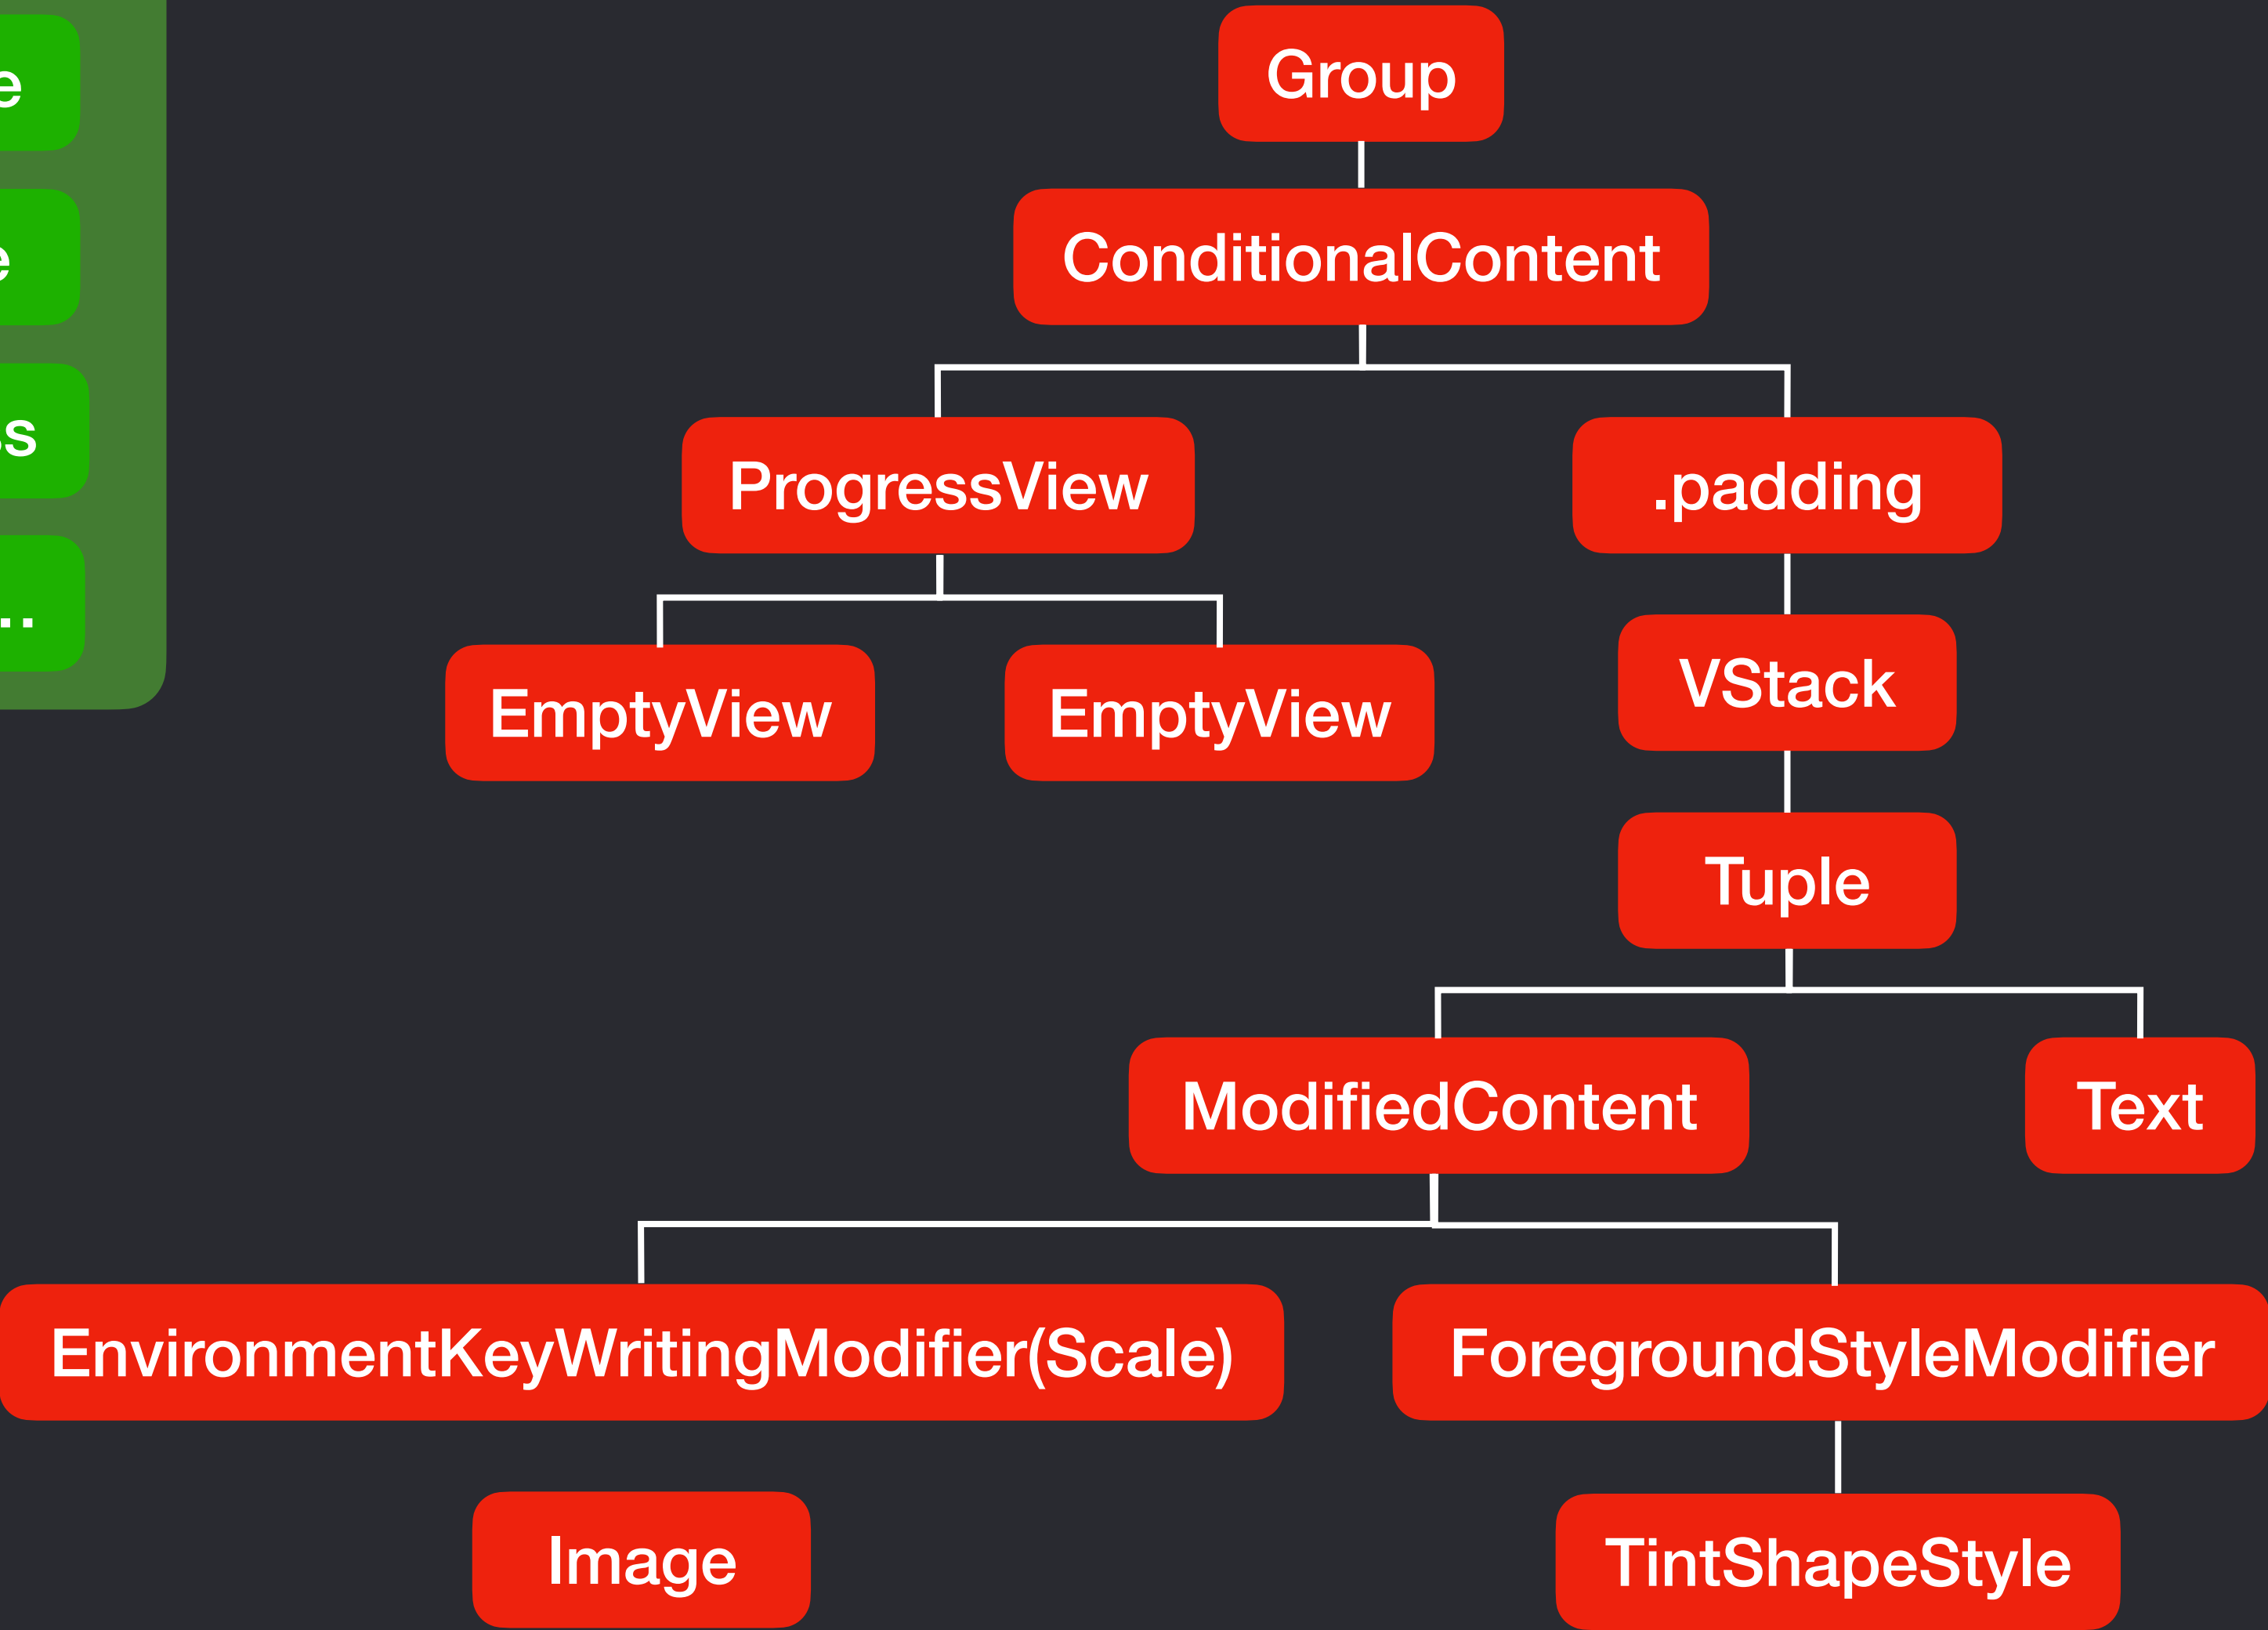 Group
ConditionalContent
ProgressView
.padding
EmptyView
EmptyView
VStack
Tuple
ModifiedContent
Text
EnvironmentKeyWritingModifier(Scale)
ForegroundStyleModifier
Image
TintShapeStyle